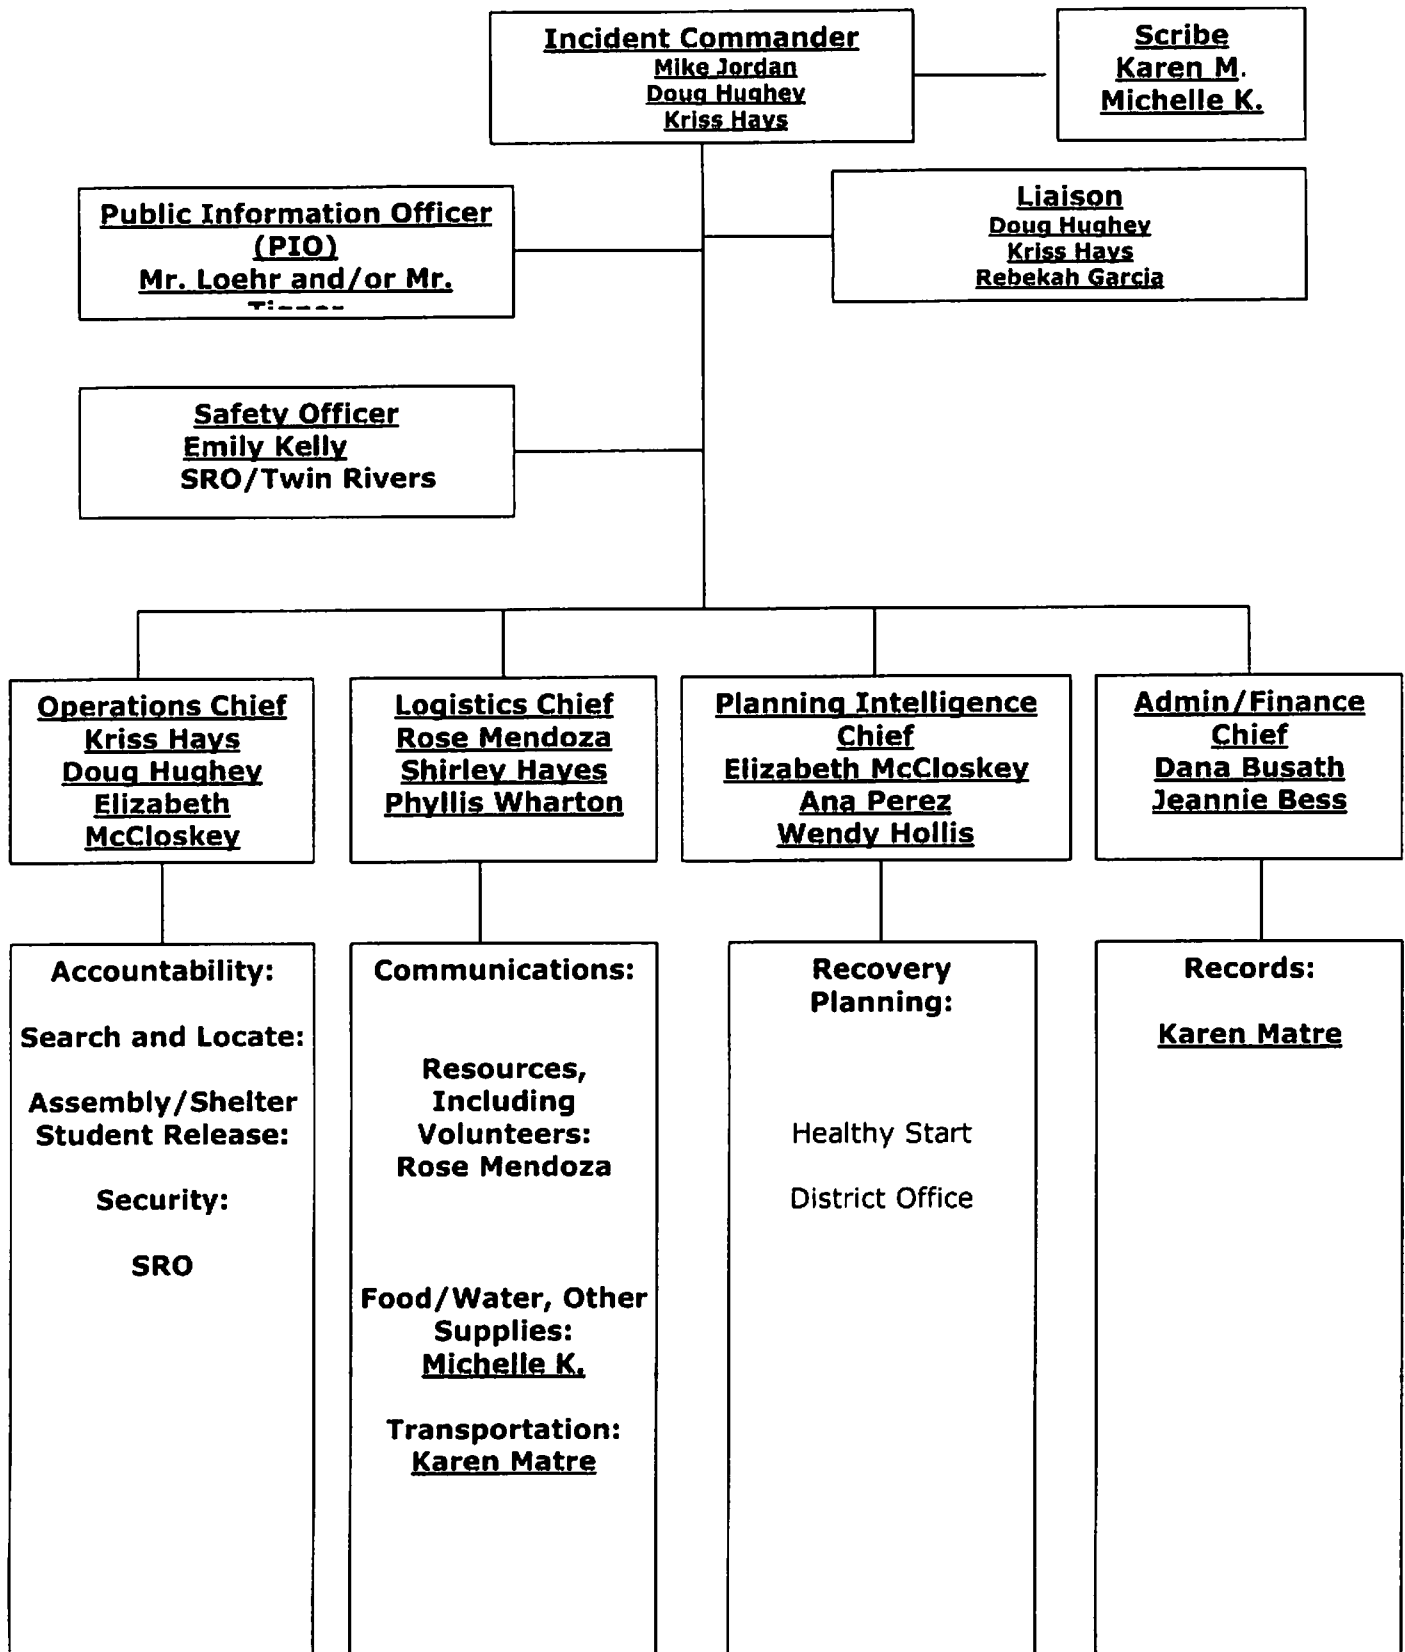 Incident Commander
Mike Jordan
Doug Hughey
Kriss Hays
Scribe
Karen M.
Michelle K.
Public Information Officer
(PIO)
Mr. Loehr and/or Mr.
Liaison
Doug Hughey
Kriss Hays
Rebekah Garcia
Safety Officer
Emily Kelly
SRO/Twin Rivers
Operations Chief
Kriss Hays
Doug Hughey
Elizabeth
McCloskey
Logistics Chief
Rose Mendoza
Shirley Hayes
Phyllis Wharton
Planning Intelligence
Chief
Elizabeth McCloskey
Ana Perez
Wendy Hollis
Admin/Finance
Chief
Dana Busath
Jeannie Bess
Accountability:
Search and Locate:
Assembly/Shelter
Student Release:
Security:
SRO
Communications:
Resources,
Including
Volunteers:
Rose Mendoza
Food/Water, Other
Supplies:
Michelle K.
Transportation:
Karen Matre
Recovery
Planning:
Healthy Start
District Office
Records:
Karen Matre